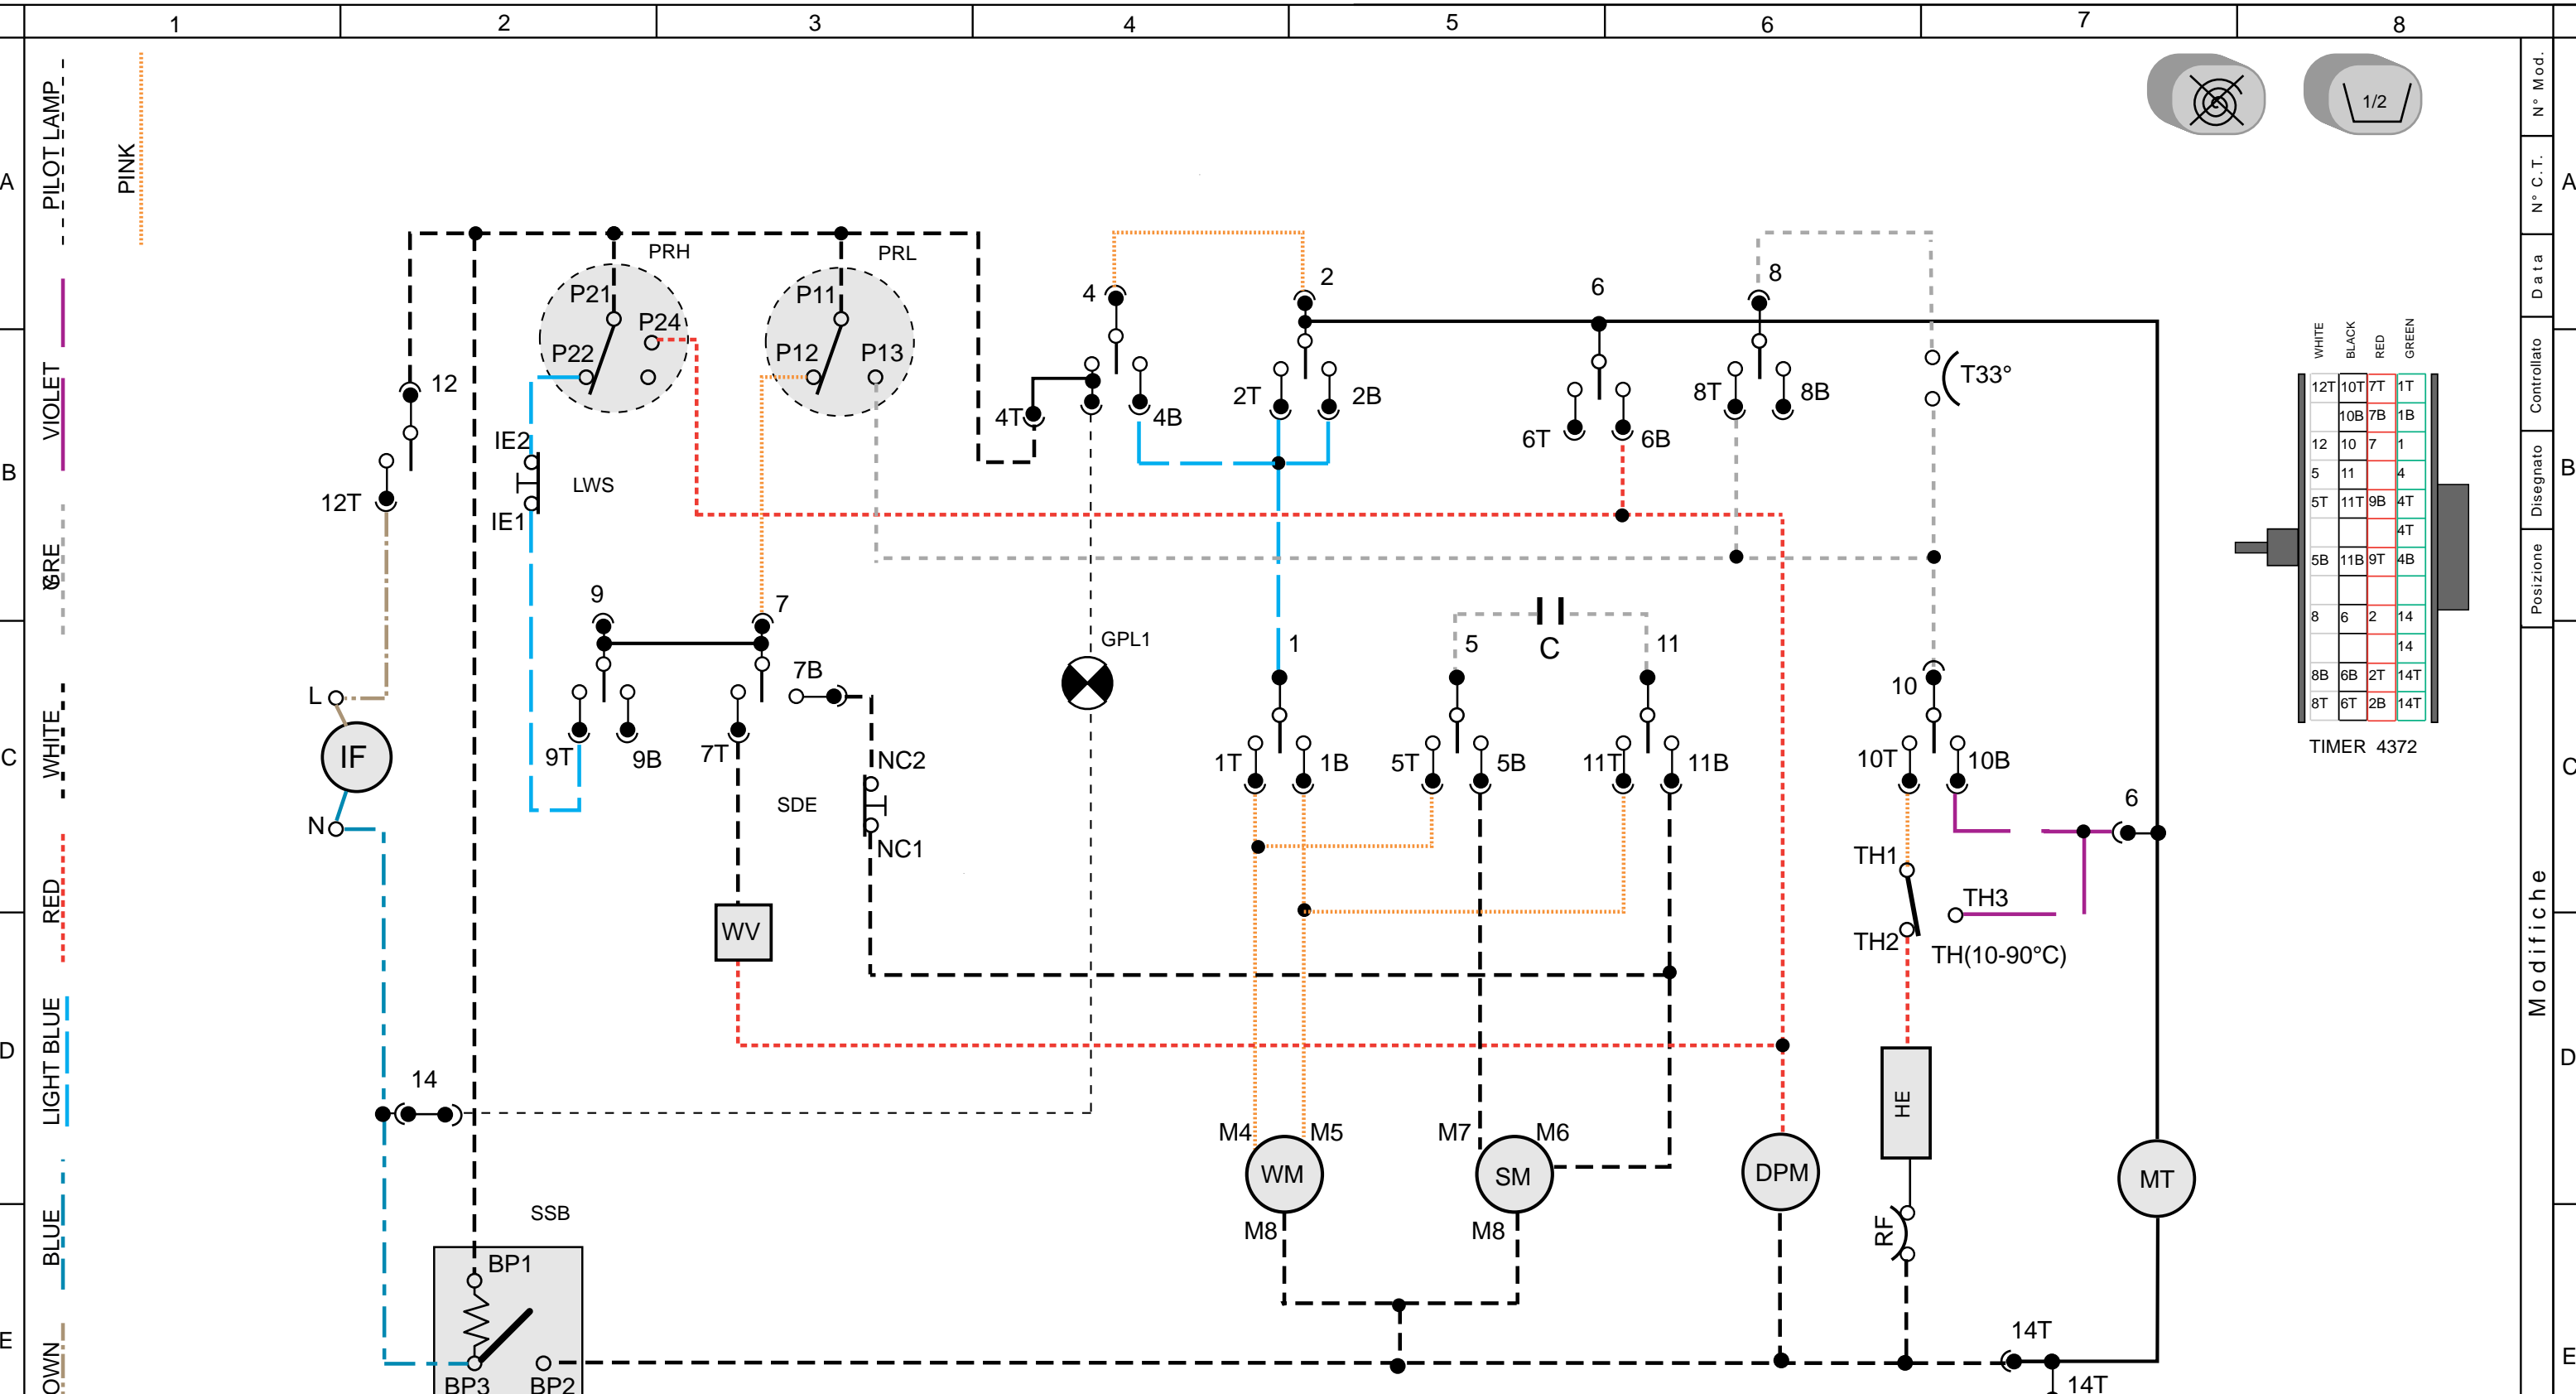 1 2 3 4 5 6 7 8
A A
B B
C C
D D
E E
PILOT LAMP
PINK
VIOLET
GREY
WHITE
RED
LIGHT BLUE
BLUE
OWN
N° Mod.
N° C.T.
Data
Controllato
Disegnato
Posizione
Modifiche
1/2
PRH
PRL
P21
P24
P22
P11
P12
P13
12
12T
IE2
LWS
IE1
4
4T
4B
2
2T
2B
6
6T
6B
8
8T
8B
T33°
WHITE BLACK RED GREEN
12T 10T 7T 1T
10B 7B 1B
12 10 7 1
5 11 4
5T 11T 9B 4T
4T
5B 11B 9T 4B
8 6 2 14
14
8B 6B 2T 14T
8T 6T 2B 14T
TIMER 4372
9
7
9T
9B
7T
7B
L
IF
N
SDE
NC2
NC1
GPL1
1
1T
1B
5
C
11
5T
5B
11T
11B
10
10T
10B
6
TH1
TH3
TH2
TH(10-90°C)
WV
14
M4 M5
WM
M8
M7 M6
SM
M8
DPM
HE
RF
MT
SSB
BP1
BP3
BP2
14T
14T